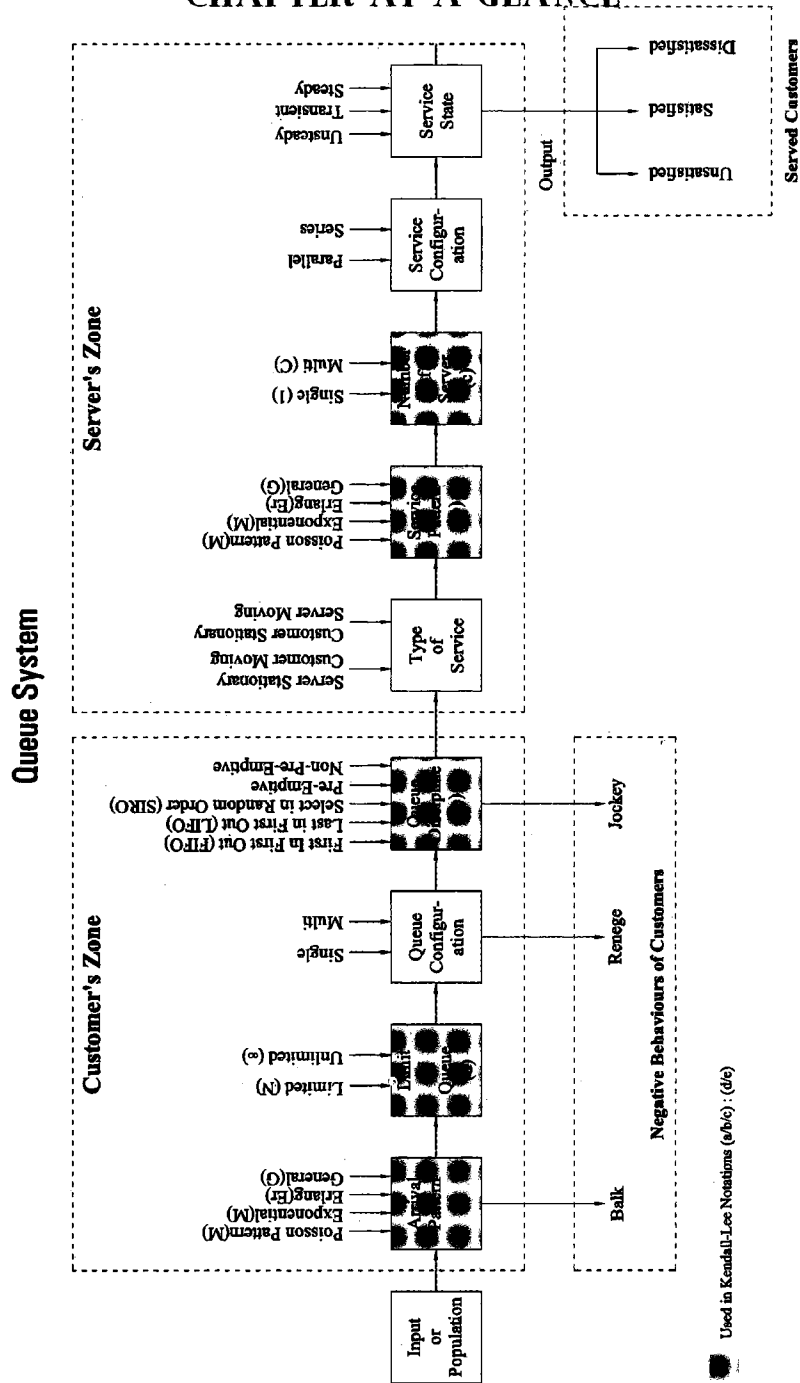 CHAPTER AT A GLANCE
Queue System
Customer's Zone
Server's Zone
Input
or
Population
Poisson Pattern(M)
Exponential(M)
Erlang(Er)
General(G)
Arrival
Pattern
Limited (N)
Unlimited (∞)
Limit
Queue
Single
Multi
Queue
Configur-
ation
First In First Out (FIFO)
Last in First Out (LIFO)
Select in Random Order (SIRO)
Pre-Emptive
Non-Pre-Emptive
Queue
Discipline
Server Stationary
Customer Moving
Customer Stationary
Server Moving
Type
of
Service
Poisson Pattern(M)
Exponential(M)
Erlang(Er)
General(G)
Service
Single (1)
Multi (C)
Number
of
Server
(c)
Parallel
Series
Service
Configur-
ation
Unsteady
Transient
Steady
Service
State
Balk
Renege
Jockey
Negative Behaviours of Customers
Output
Unsatisfied
Satisfied
Dissatisfied
Served Customers
Used in Kendall-Lee Notations (a/b/c) : (d/e)